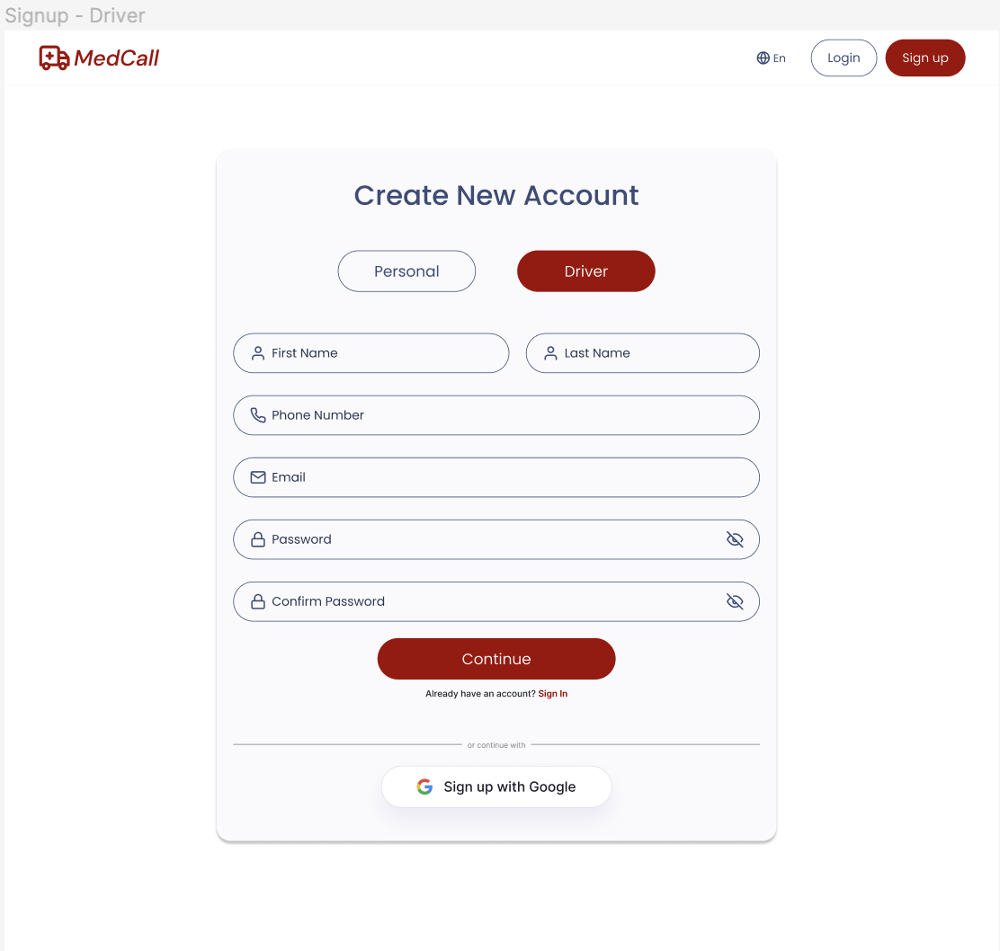 Signup - Driver
MedCall
En
Login
Sign up
Create New Account
Personal
Driver
First Name
Last Name
Phone Number
Email
Password
Confirm Password
Continue
Already have an account? Sign In
or continue with
Sign up with Google